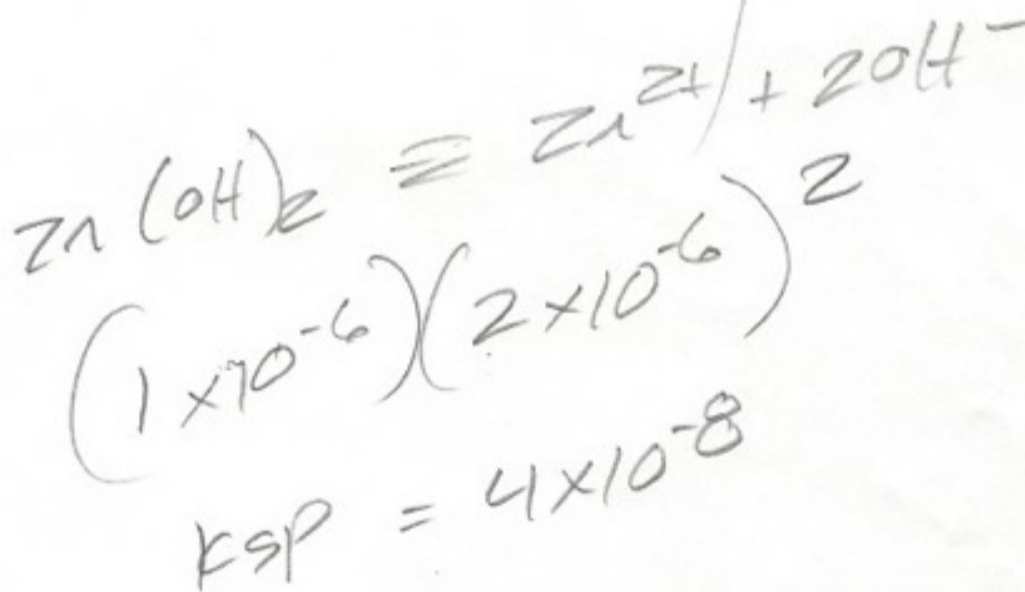 Zn(OH)₂ ⇌ Zn²⁺ + 2OH⁻
(1×10⁻⁶)(2×10⁻⁶)²
Ksp = 4×10⁻⁸